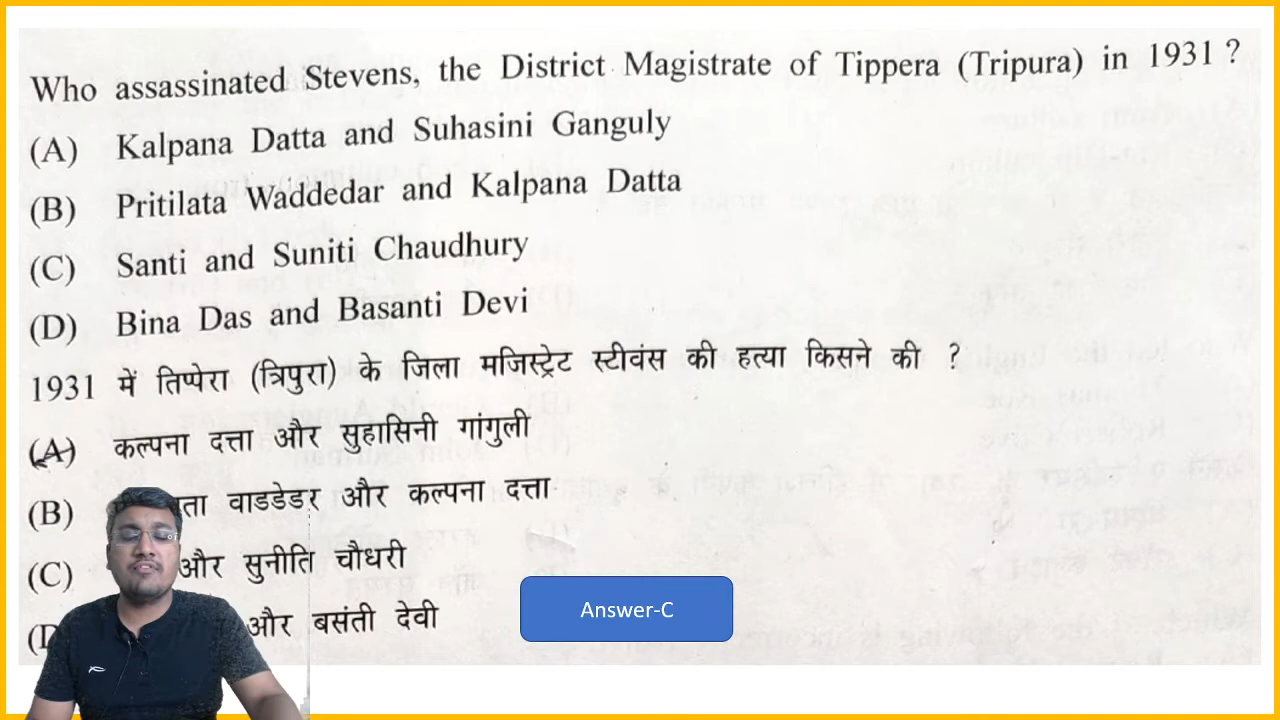 Who assassinated Stevens, the District Magistrate of Tippera (Tripura) in 1931 ?
(A) Kalpana Datta and Suhasini Ganguly
(B) Pritilata Waddedar and Kalpana Datta
(C) Santi and Suniti Chaudhury
(D) Bina Das and Basanti Devi
1931 में तिप्पेरा (त्रिपुरा) के जिला मजिस्ट्रेट स्टीवंस की हत्या किसने की ?
(A) कल्पना दत्ता और सुहासिनी गांगुली
(B) वाडडेडर और कल्पना दत्ता
(C) और सुनीति चौधरी
और बसंती देवी
Answer-C